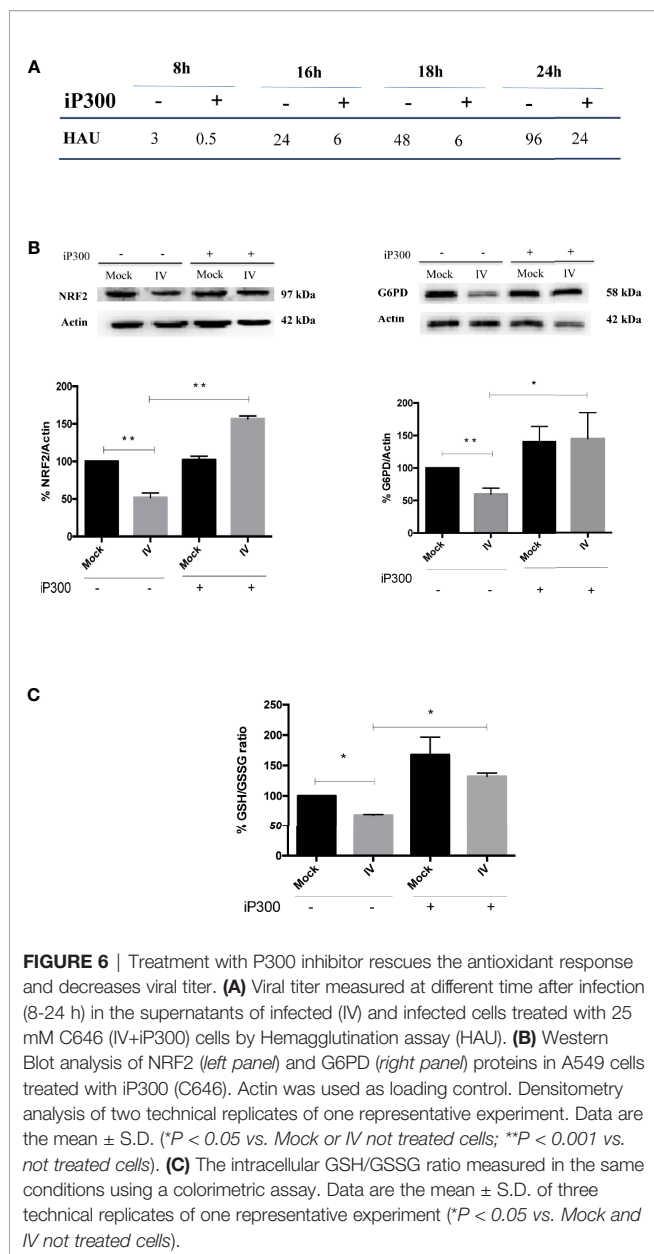 A
8h 16h 18h 24h
iP300 - + - + - + - +
HAU 3 0.5 24 6 48 6 96 24
B
iP300 - - + +
Mock IV Mock IV
NRF2 97 kDa
Actin 42 kDa
iP300 - - + +
Mock IV Mock IV
G6PD 58 kDa
Actin 42 kDa
% NRF2/Actin
200
150
100
50
0
** **
Mock IV Mock IV
iP300 - - + +
% G6PD/Actin
200
150
100
50
0
** *
Mock IV Mock IV
iP300 - - + +
C
% GSH/GSSG ratio
250
200
150
100
50
0
* *
Mock IV Mock IV
iP300 - - + +
FIGURE 6 | Treatment with P300 inhibitor rescues the antioxidant response
and decreases viral titer. (A) Viral titer measured at different time after infection
(8-24 h) in the supernatants of infected (IV) and infected cells treated with 25
mM C646 (IV+iP300) cells by Hemagglutination assay (HAU). (B) Western
Blot analysis of NRF2 (left panel) and G6PD (right panel) proteins in A549 cells
treated with iP300 (C646). Actin was used as loading control. Densitometry
analysis of two technical replicates of one representative experiment. Data are
the mean ± S.D. (*P < 0.05 vs. Mock or IV not treated cells; **P < 0.001 vs.
not treated cells). (C) The intracellular GSH/GSSG ratio measured in the same
conditions using a colorimetric assay. Data are the mean ± S.D. of three
technical replicates of one representative experiment (*P < 0.05 vs. Mock and
IV not treated cells).